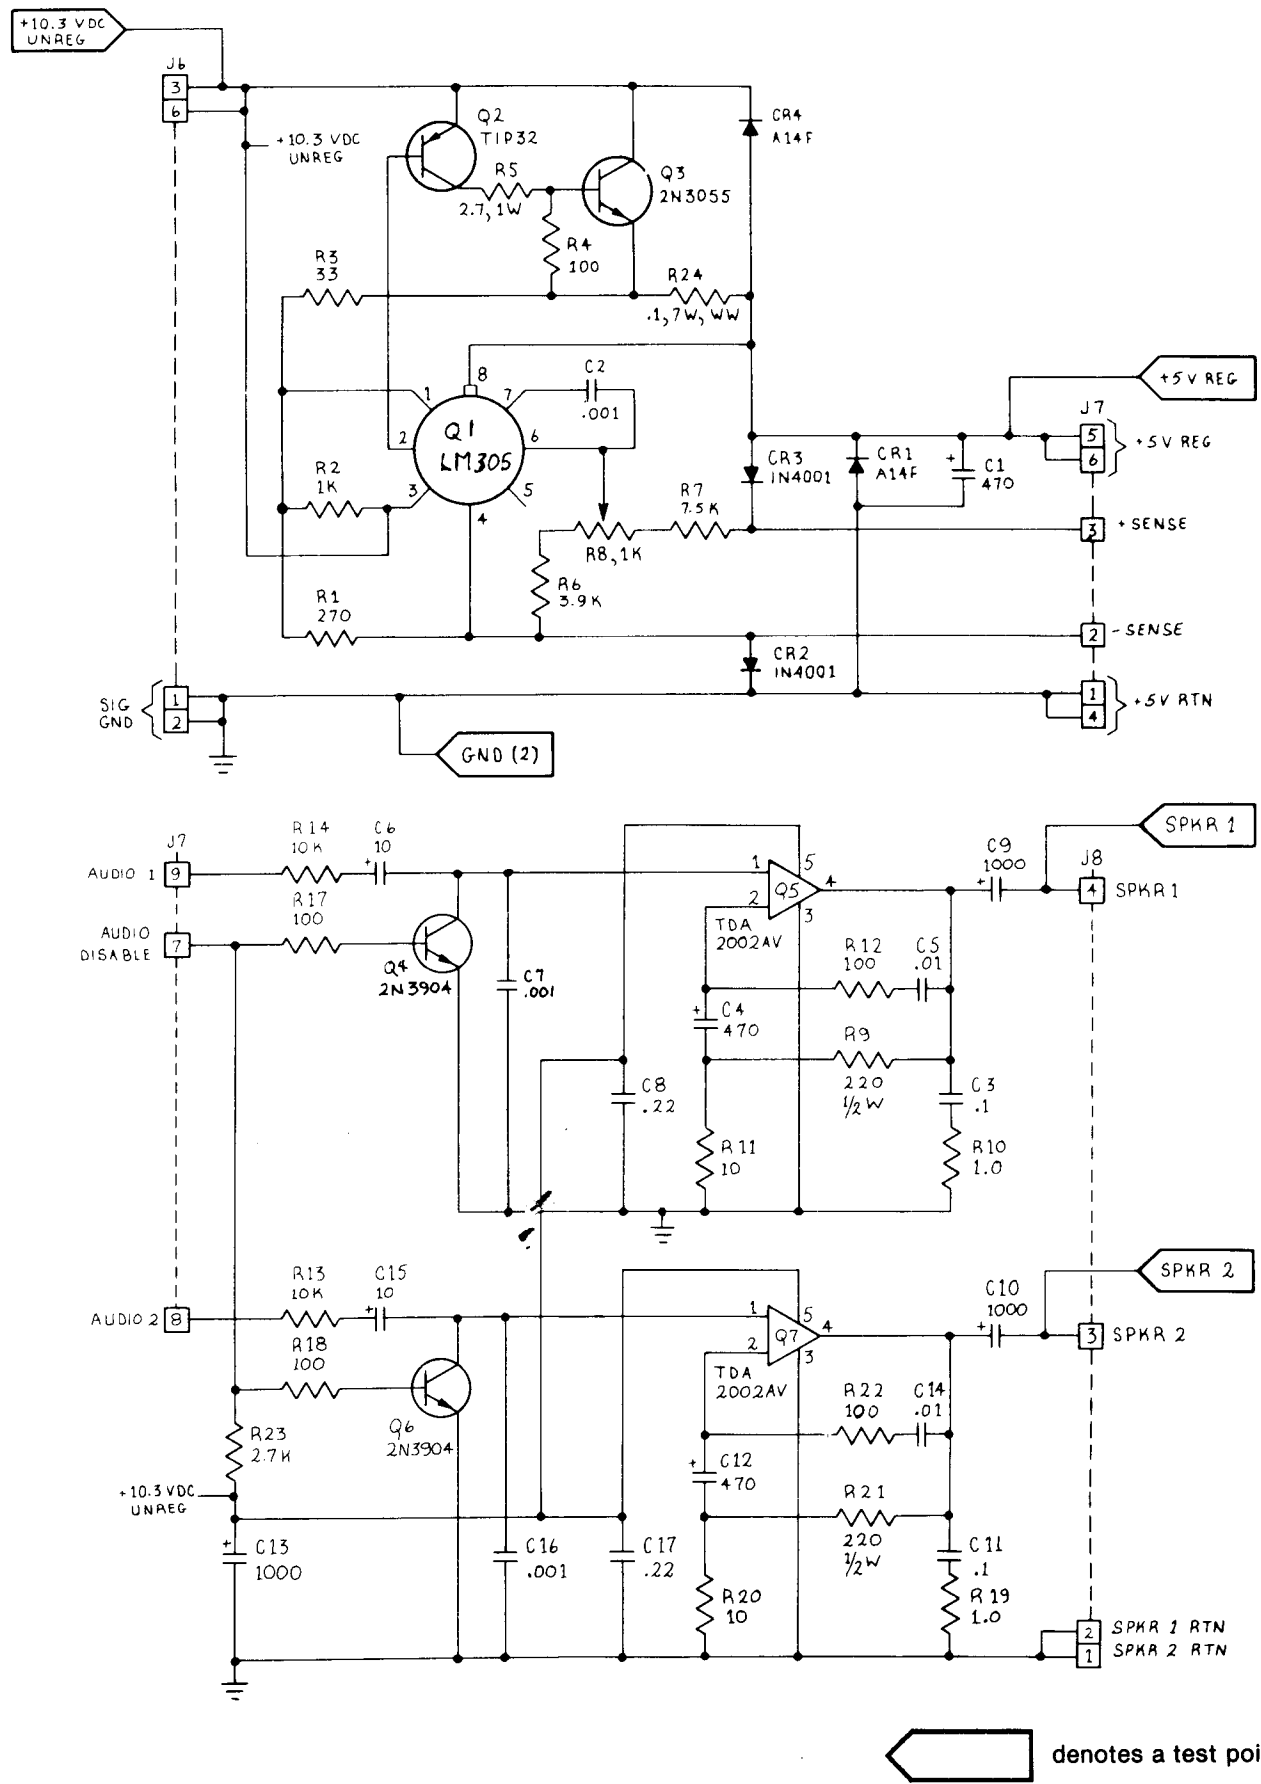 +10.3 VDC
UNREG
J6
3
6
+10.3 VDC
UNREG
Q2
TIP32
R5
2.7, 1W
Q3
2N3055
CR4
A14F
R4
100
R3
33
R24
.1, 7W, WW
1
8
7
C2
.001
2
Q1
LM305
6
3
5
4
R2
1K
R8, 1K
R7
7.5K
CR3
1N4001
CR1
A14F
+
C1
470
+5V REG
J7
5
6
+5V REG
3
+ SENSE
R6
3.9K
R1
270
2
- SENSE
CR2
1N4001
SIG
GND
1
2
1
4
+5V RTN
GND (2)
J7
AUDIO 1
9
R14
10K
C6
10
+
R17
100
AUDIO
DISABLE
7
Q4
2N3904
C7
.001
1
2
5
Q5
4
3
TDA
2002AV
C9
1000
+
SPKR 1
J8
4
SPKR 1
R12
100
C5
.01
+
C4
470
R9
220
1/2W
C8
.22
C3
.1
R11
10
R10
1.0
AUDIO 2
8
R13
10K
C15
10
+
R18
100
Q6
2N3904
1
2
5
Q7
4
3
TDA
2002AV
C10
1000
+
SPKR 2
3
SPKR 2
R22
100
C14
.01
R23
2.7K
+10.3 VDC
UNREG
+
C12
470
R21
220
1/2W
+
C13
1000
C16
.001
C17
.22
C11
.1
R20
10
R19
1.0
2
SPKR 1 RTN
1
SPKR 2 RTN
denotes a test poi